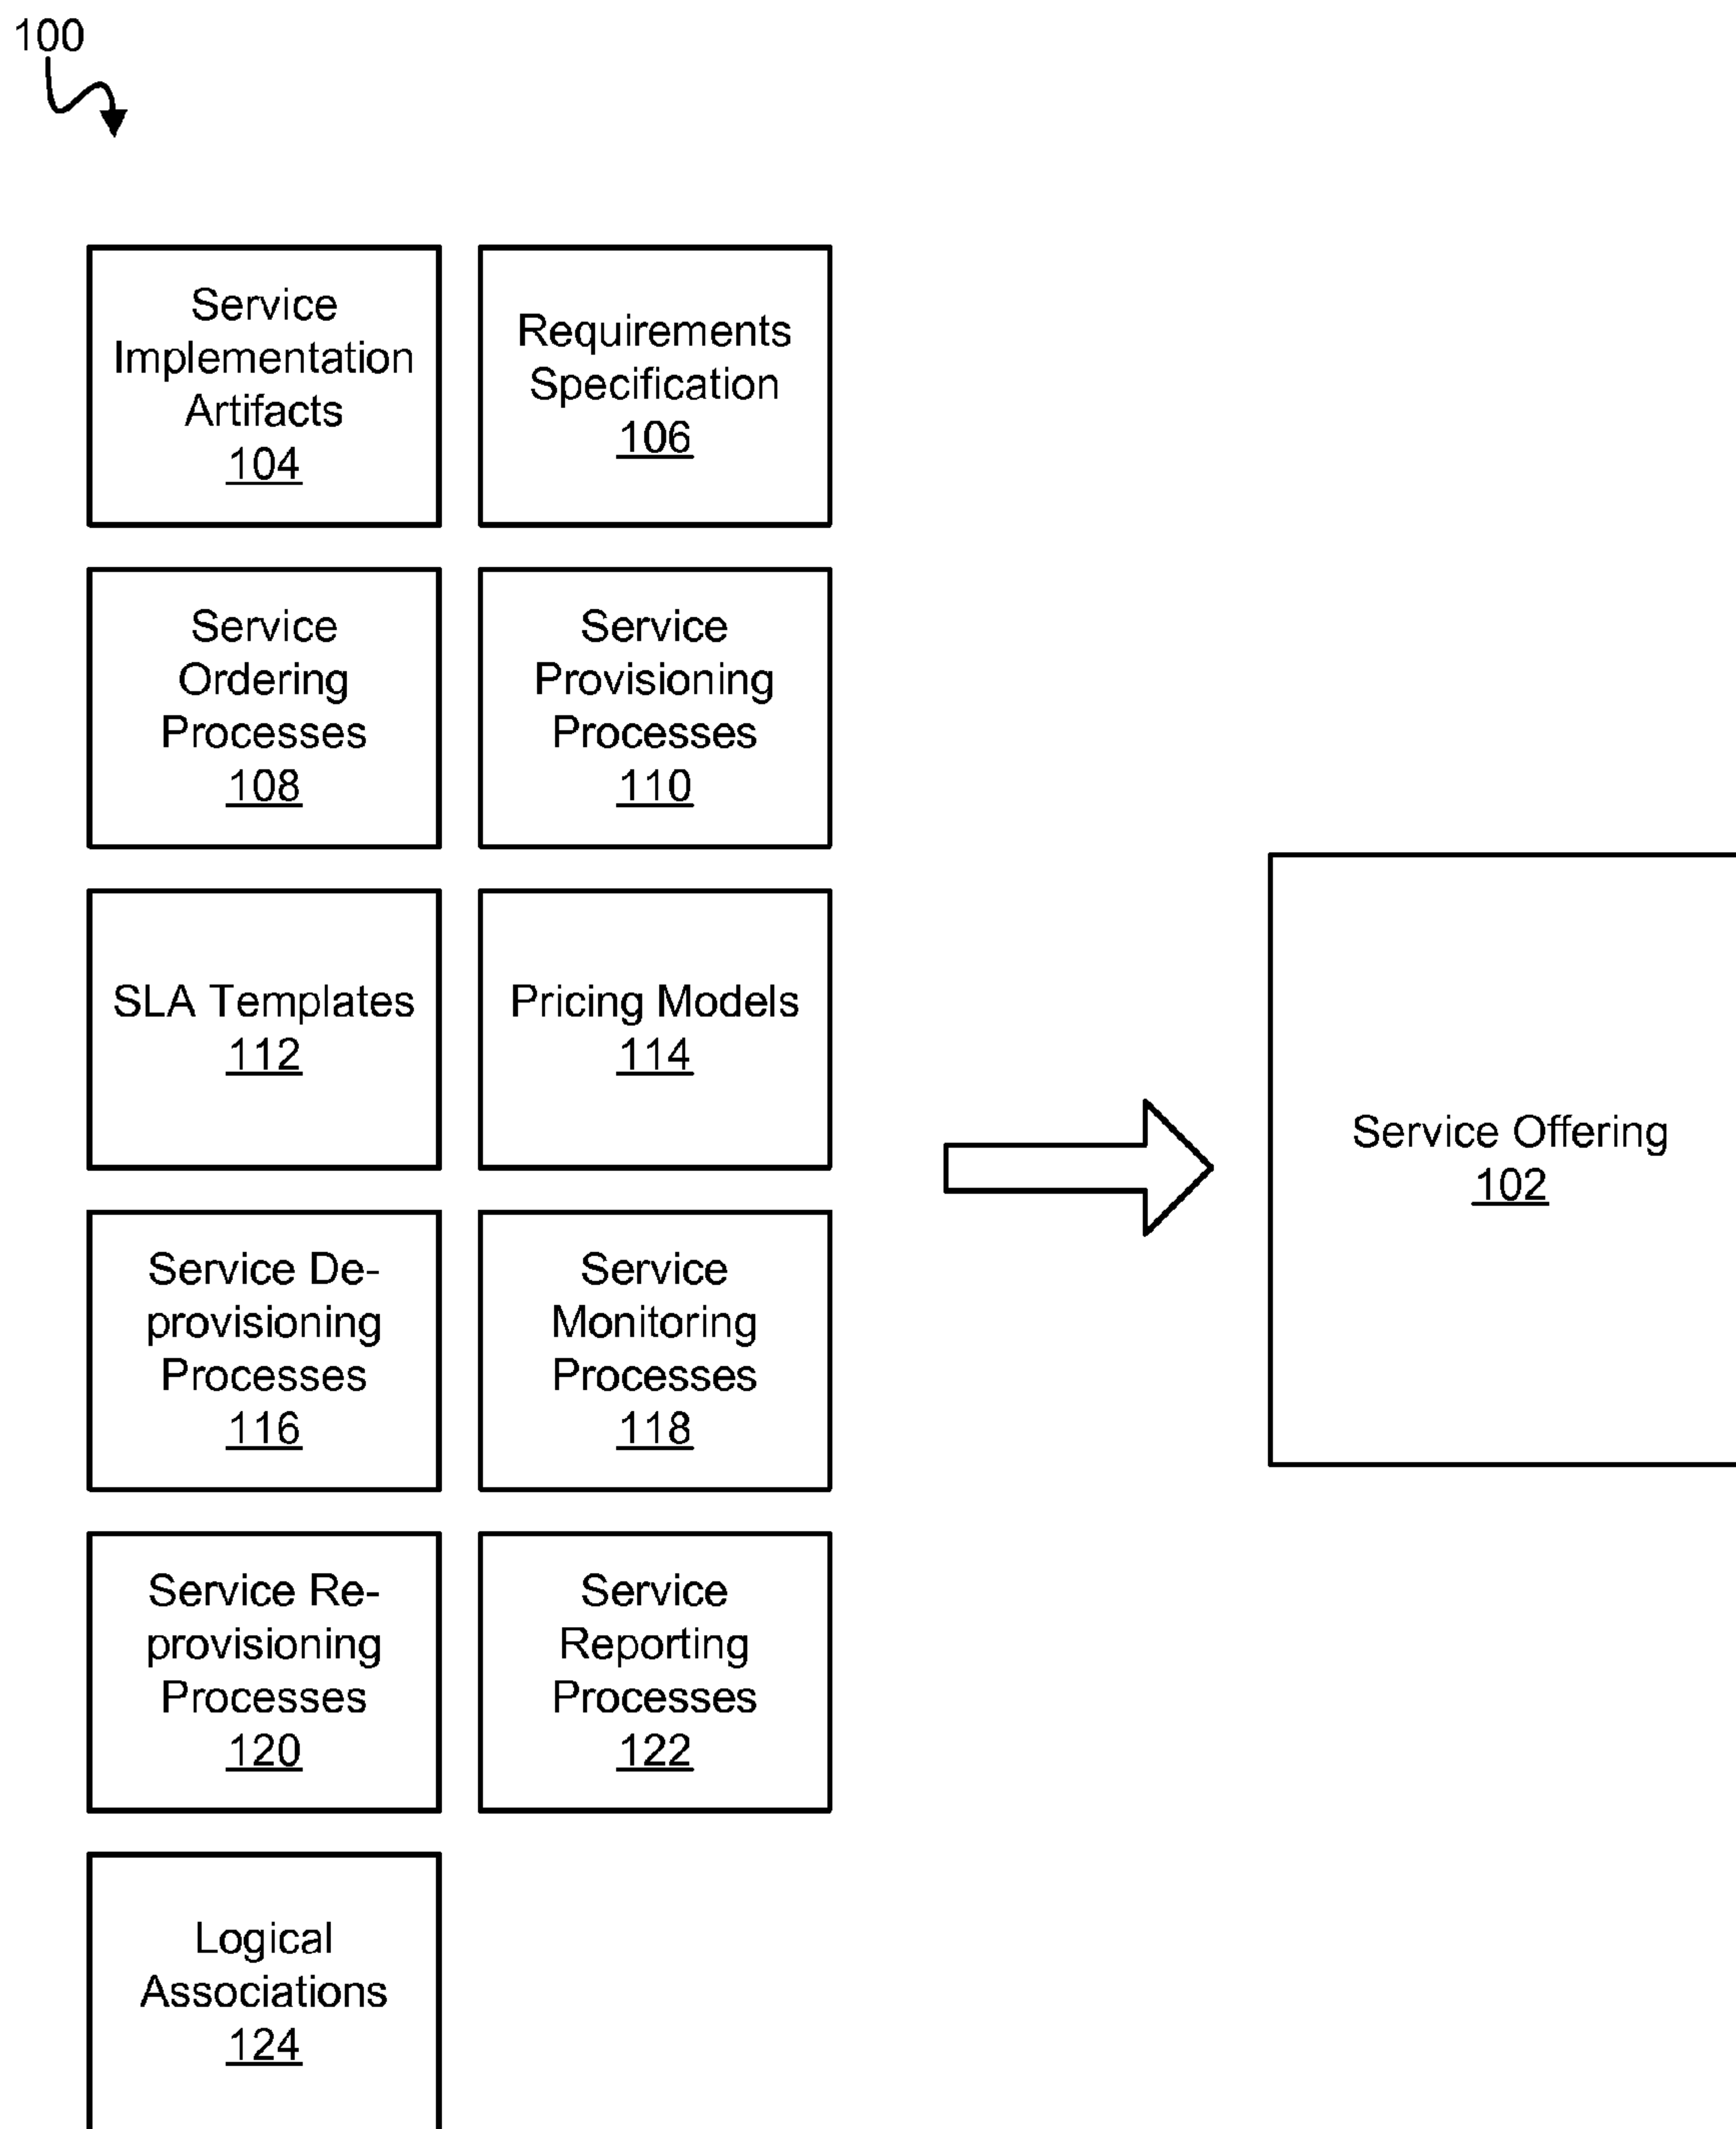 100
Service
Implementation
Artifacts
104
Requirements
Specification
106
Service
Ordering
Processes
108
Service
Provisioning
Processes
110
SLA Templates
112
Pricing Models
114
Service De-
provisioning
Processes
116
Service
Monitoring
Processes
118
Service Re-
provisioning
Processes
120
Service
Reporting
Processes
122
Logical
Associations
124
Service Offering
102